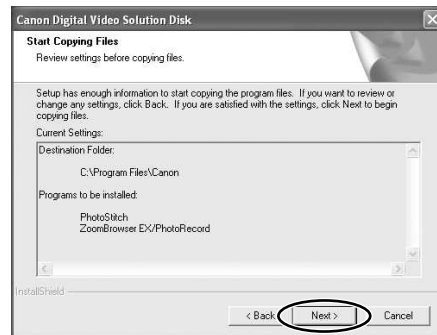 Canon Digital Video Solution Disk
Start Copying Files
Review settings before copying files.
Setup has enough information to start copying the program files. If you want to review or
change any settings, click Back. If you are satisfied with the settings, click Next to begin
copying files.
Current Settings:
Destination Folder:
C:\Program Files\Canon
Programs to be installed:
PhotoStitch
ZoomBrowser EX/PhotoRecord
InstallShield
< Back Next > Cancel